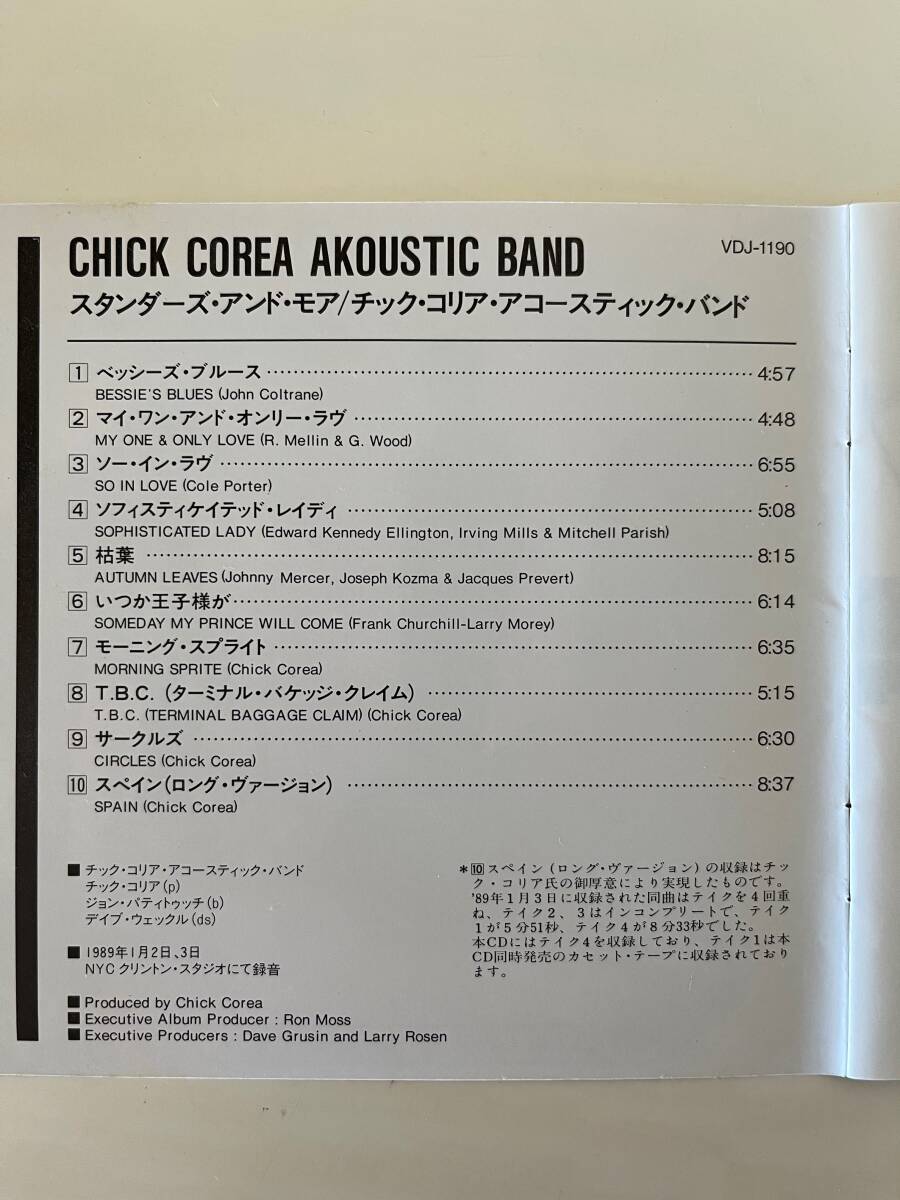 CHICK COREA AKOUSTIC BAND
VDJ-1190
スタンダーズ・アンド・モア/チック・コリア・アコースティック・バンド
1 ベッシーズ・ブルース 4:57
BESSIE'S BLUES (John Coltrane)
2 マイ・ワン・アンド・オンリー・ラヴ 4:48
MY ONE & ONLY LOVE (R. Mellin & G. Wood)
3 ソー・イン・ラヴ 6:55
SO IN LOVE (Cole Porter)
4 ソフィスティケイテッド・レイディ 5:08
SOPHISTICATED LADY (Edward Kennedy Ellington, Irving Mills & Mitchell Parish)
5 枯葉 8:15
AUTUMN LEAVES (Johnny Mercer, Joseph Kozma & Jacques Prevert)
6 いつか王子様が 6:14
SOMEDAY MY PRINCE WILL COME (Frank Churchill-Larry Morey)
7 モーニング・スプライト 6:35
MORNING SPRITE (Chick Corea)
8 T.B.C. (ターミナル・バケッジ・クレイム) 5:15
T.B.C. (TERMINAL BAGGAGE CLAIM) (Chick Corea)
9 サークルズ 6:30
CIRCLES (Chick Corea)
10 スペイン(ロング・ヴァージョン) 8:37
SPAIN (Chick Corea)
■ チック・コリア・アコースティック・バンド
チック・コリア(p)
ジョン・パティトゥッチ(b)
デイブ・ウェックル(ds)
■ 1989年1月2日、3日
NYC クリントン・スタジオにて録音
■ Produced by Chick Corea
■ Executive Album Producer : Ron Moss
■ Executive Producers : Dave Grusin and Larry Rosen
*10スペイン(ロング・ヴァージョン)の収録はチッ
ク・コリア氏の御厚意により実現したものです。
'89年1月3日に収録された同曲はテイクを4回重
ね、テイク2、3はインコンプリートで、テイク
1が5分51秒、テイク4が8分33秒でした。
本CDにはテイク4を収録しており、テイク1は本
CD同時発売のカセット・テープに収録されており
ます。